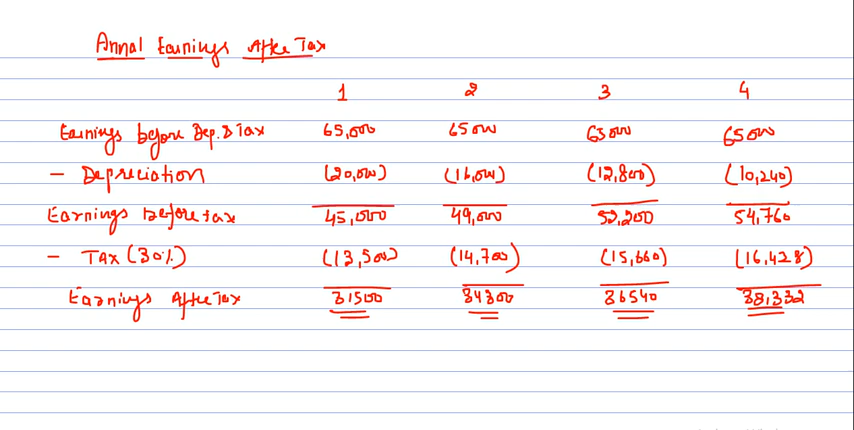 Annal Earnings After Tax
1 2 3 4
Earnings before Dep. & Tax 65,000 65000 65000 65000
- Depreciation (20,000) (16,000) (12,800) (10,240)
Earnings before tax 45,000 49,000 52,200 54,760
- TAX (30%) (13,500) (14,700) (15,660) (16,428)
Earnings After Tax 31500 34300 36540 38,332